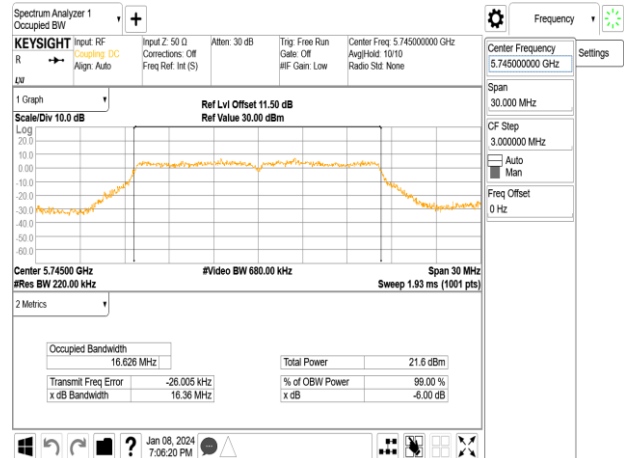 Spectrum Analyzer 1
Occupied BW
Frequency
KEYSIGHT
R
LXI
Input: RF
Coupling: DC
Align: Auto
Input Z: 50 Ω
Corrections: Off
Freq Ref: Int (S)
Atten: 30 dB
Trig: Free Run
Gate: Off
#IF Gain: Low
Center Freq: 5.745000000 GHz
Avg|Hold: 10/10
Radio Std: None
Center Frequency
5.745000000 GHz
Settings
Span
30.000 MHz
CF Step
3.000000 MHz
Auto
Man
Freq Offset
0 Hz
1 Graph
Scale/Div 10.0 dB
Ref Lvl Offset 11.50 dB
Ref Value 30.00 dBm
Log
20.0
10.0
0.00
-10.0
-20.0
-30.0
-40.0
-50.0
-60.0
Center 5.74500 GHz
#Video BW 680.00 kHz
Span 30 MHz
#Res BW 220.00 kHz
Sweep 1.93 ms (1001 pts)
2 Metrics
Occupied Bandwidth
16.626 MHz
Total Power 21.6 dBm
Transmit Freq Error -26.005 kHz
% of OBW Power 99.00 %
x dB Bandwidth 16.36 MHz
x dB -6.00 dB
?
Jan 08, 2024
7:06:20 PM